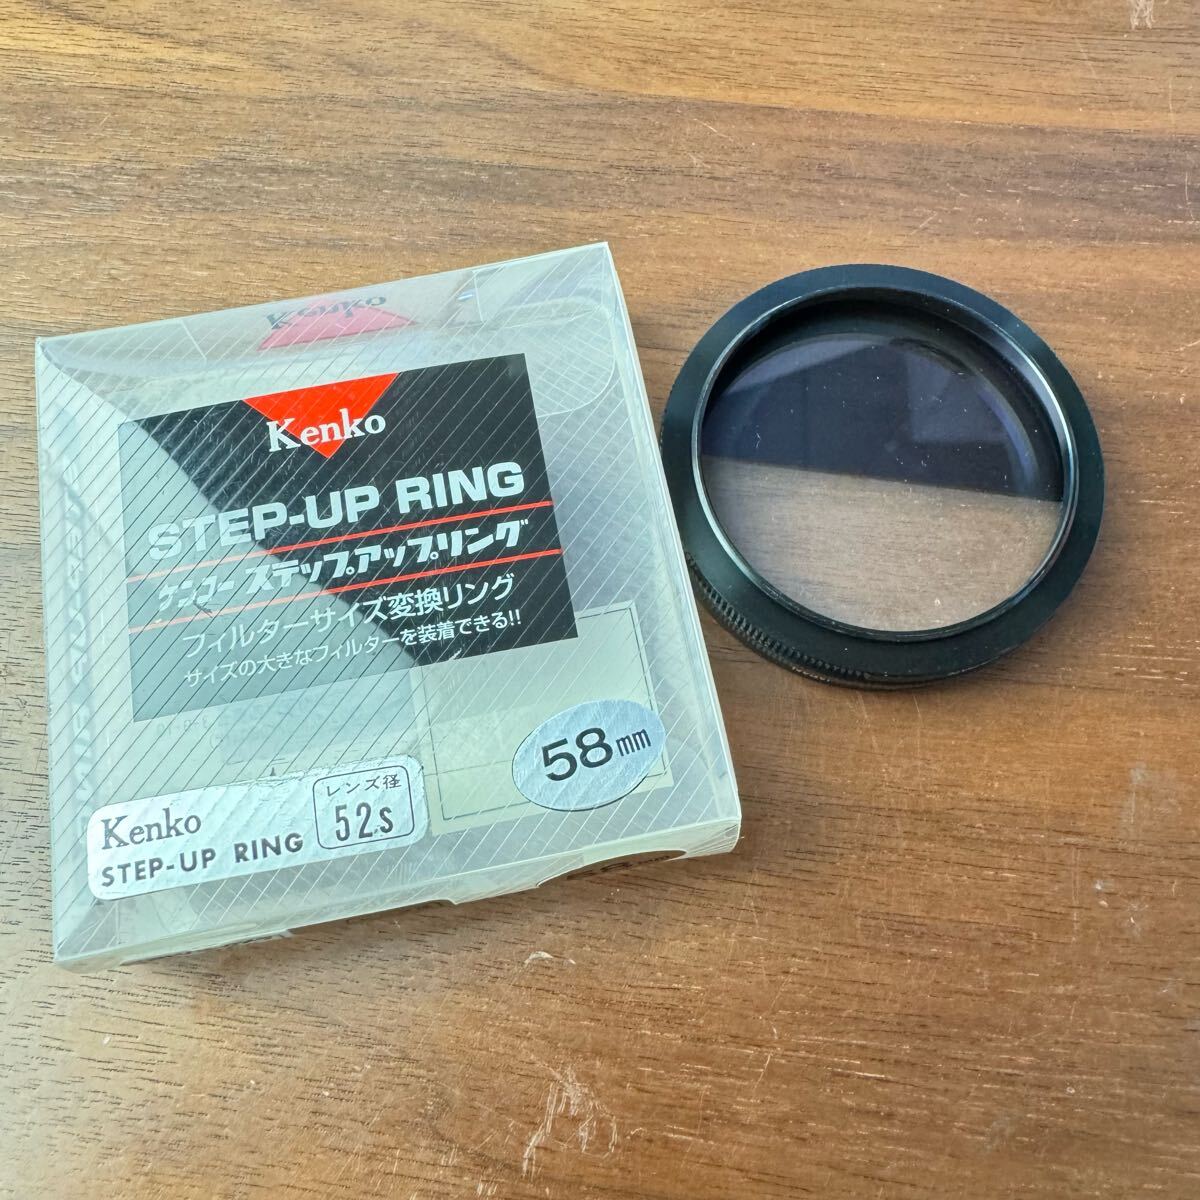 Kenko
Kenko
STEP-UP RING
ケンコー ステップアップリング
フィルターサイズ変換リング
サイズの大きなフィルターを装着できる!!
58mm
Kenko
STEP-UP RING
レンズ径
52s